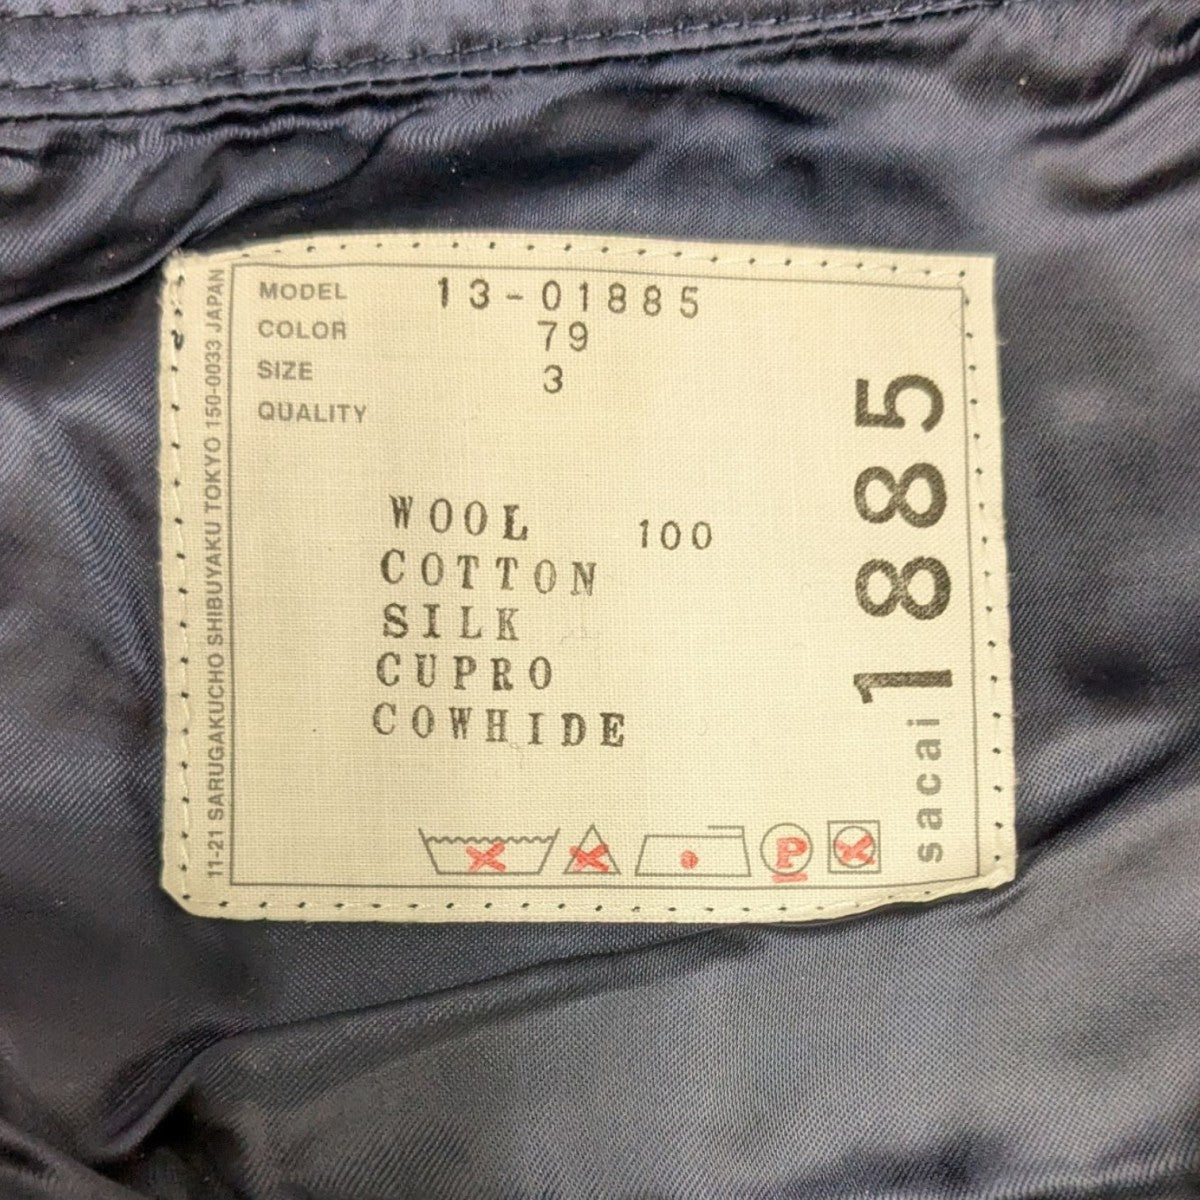 MODEL 13-01885
COLOR 79
SIZE 3
QUALITY
WOOL 100
COTTON
SILK
CUPRO
COWHIDE
P
sacai 1885
11-21 SARUGAKUCHO SHIBUYAKU TOKYO 150-0033 JAPAN